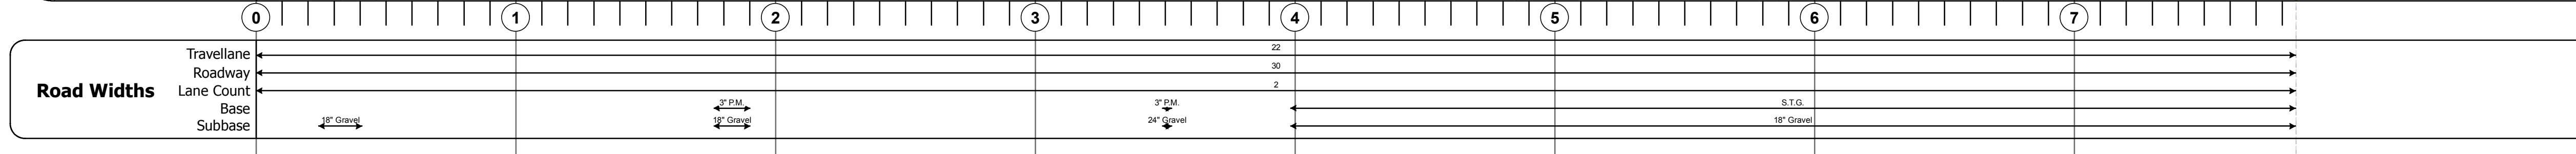 0 1 2 3 4 5 6 7
Travellane 22
Roadway 30
Road Widths
Lane Count 2
Base 3" P.M. 3" P.M. S.T.G.
Subbase 18" Gravel 18" Gravel 24" Gravel 18" Gravel